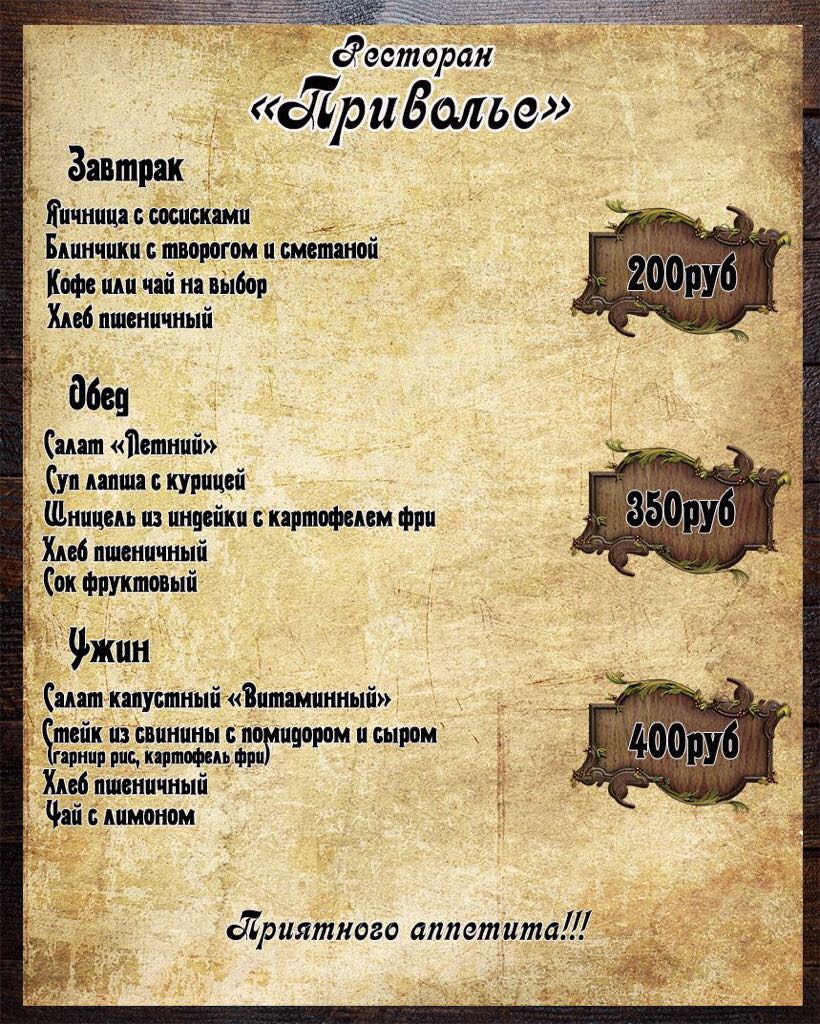 Ресторан
«Приволье»
Завтрак
Яичница с сосисками
Блинчики с творогом и сметаной
Кофе или чай на выбор
Хлеб пшеничный
200руб
Обед
Салат «Летний»
Суп лапша с курицей
Шницель из индейки с картофелем фри
Хлеб пшеничный
Сок фруктовый
350руб
Ужин
Салат капустный «Витаминный»
Стейк из свинины с помидором и сыром
(гарнир рис, картофель фри)
Хлеб пшеничный
Чай с лимоном
400руб
Приятного аппетита!!!